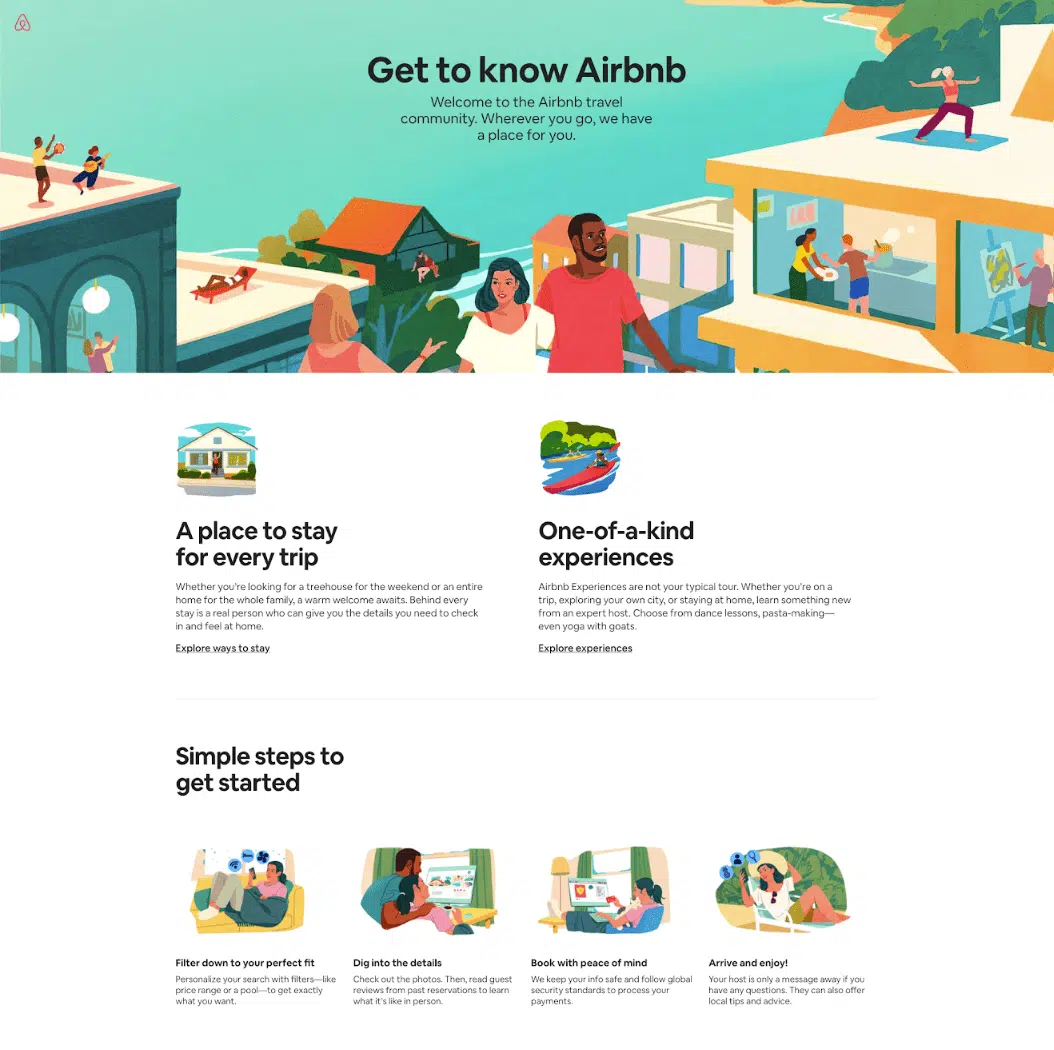 Get to know Airbnb
Welcome to the Airbnb travel
community. Wherever you go, we have
a place for you.
A place to stay
for every trip
Whether you're looking for a treehouse for the weekend or an entire
home for the whole family, a warm welcome awaits. Behind every
stay is a real person who can give you the details you need to check
in and feel at home.
Explore ways to stay
One-of-a-kind
experiences
Airbnb Experiences are not your typical tour. Whether you're on a
trip, exploring your own city, or staying at home, learn something new
from an expert host. Choose from dance lessons, pasta-making—
even yoga with goats.
Explore experiences
Simple steps to
get started
Filter down to your perfect fit
Personalize your search with filters—like
price range or a pool—to get exactly
what you want.
Dig into the details
Check out the photos. Then, read guest
reviews from past reservations to learn
what it's like in person.
Book with peace of mind
We keep your info safe and follow global
security standards to process your
payments.
Arrive and enjoy!
Your host is only a message away if you
have any questions. They can also offer
local tips and advice.